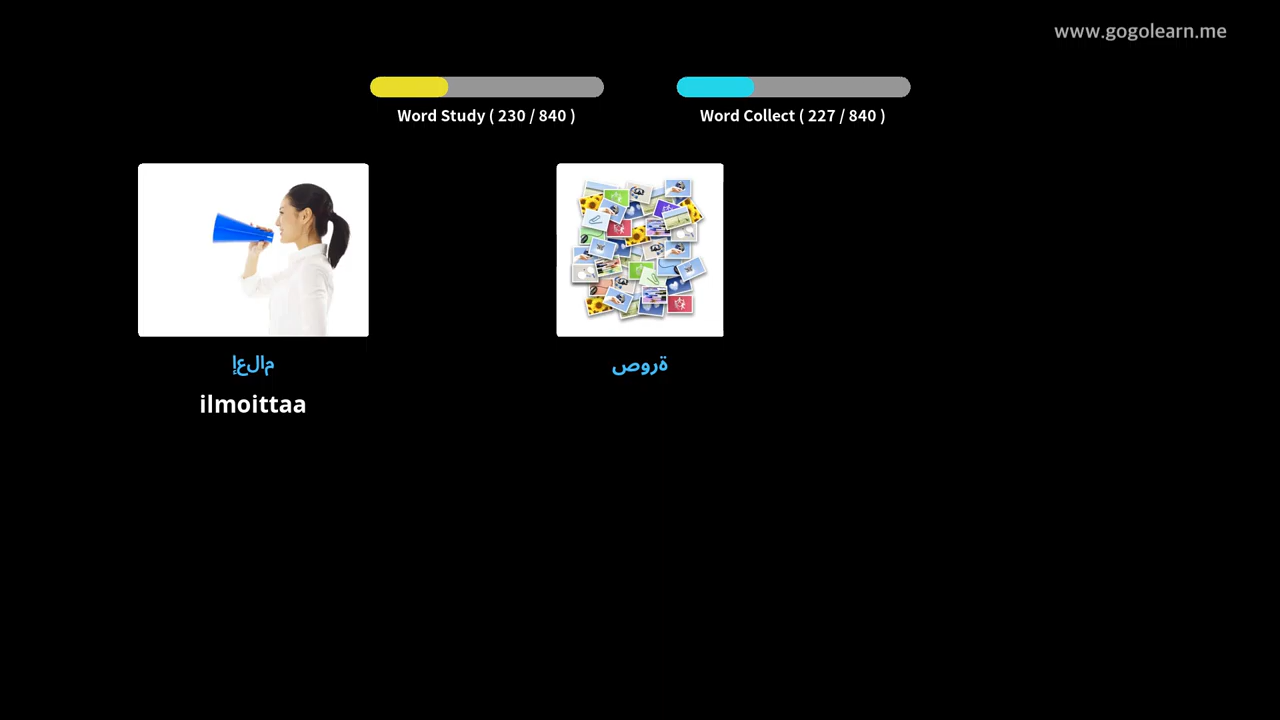 www.gogolearn.me
Word Study ( 230 / 840 )
Word Collect ( 227 / 840 )
مالعإ
ilmoittaa
ةروص